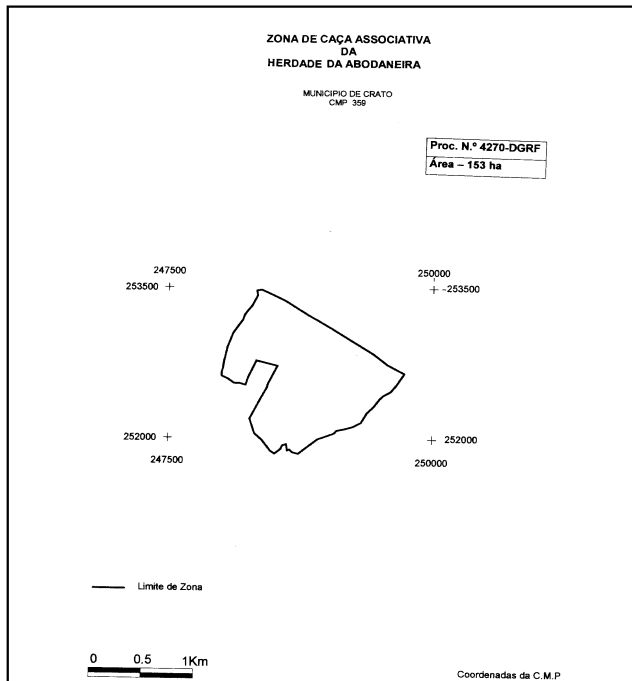 ZONA DE CAÇA ASSOCIATIVA
DA
HERDADE DA ABODANEIRA
MUNICIPIO DE CRATO
CMP 359
Proc. N.º 4270-DGRF
Área – 153 ha
247500
250000
253500
253500
252000
252000
247500
250000
Limite de Zona
0 0.5 1Km
Coordenadas da C.M.P